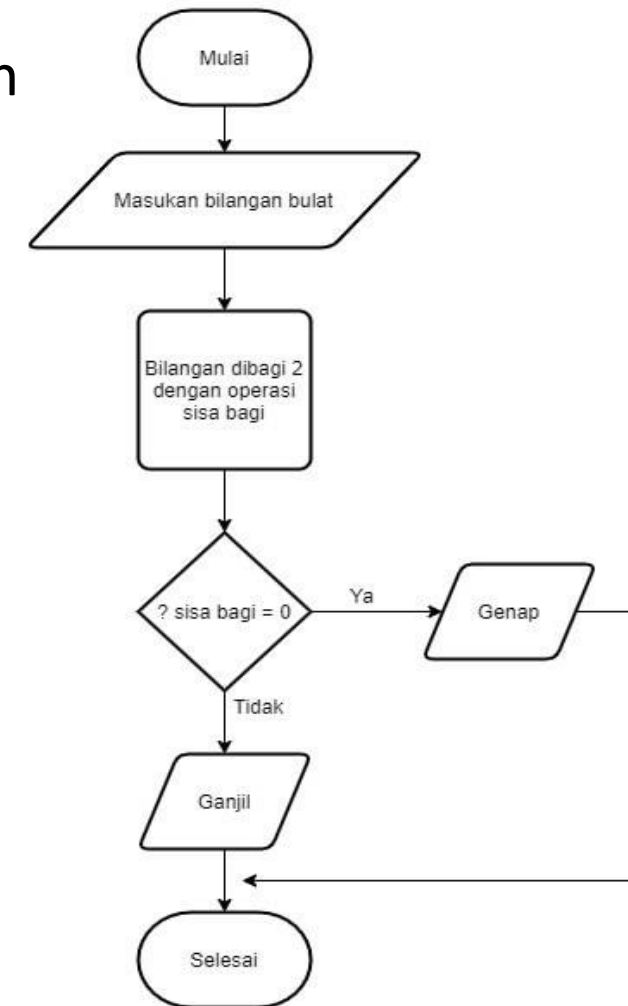 n
Mulai
Masukan bilangan bulat
Bilangan dibagi 2
dengan operasi
sisa bagi
? sisa bagi = 0
Ya
Genap
Tidak
Ganjil
Selesai